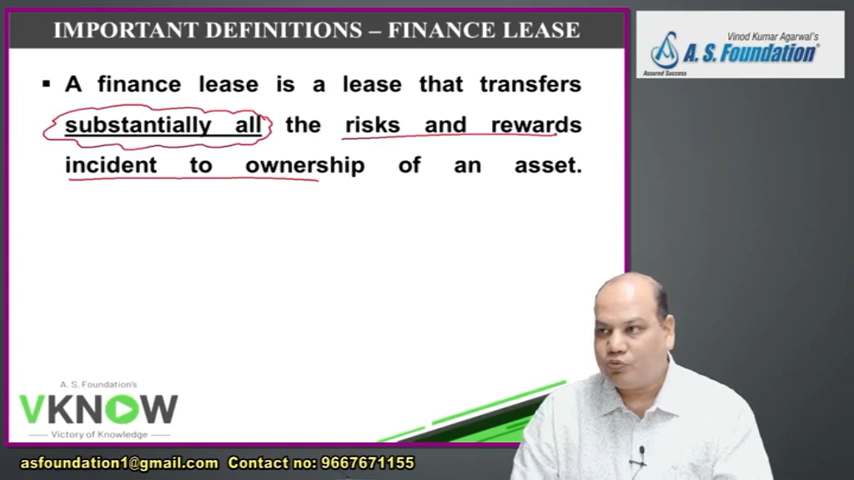 IMPORTANT DEFINITIONS – FINANCE LEASE
Vinod Kumar Agarwal's
A. S. Foundation®
Assured Success
▪ A finance lease is a lease that transfers
substantially all the risks and rewards
incident to ownership of an asset.
A. S. Foundation's
VKNOW
Victory of Knowledge
asfoundation1@gmail.com Contact no: 9667671155